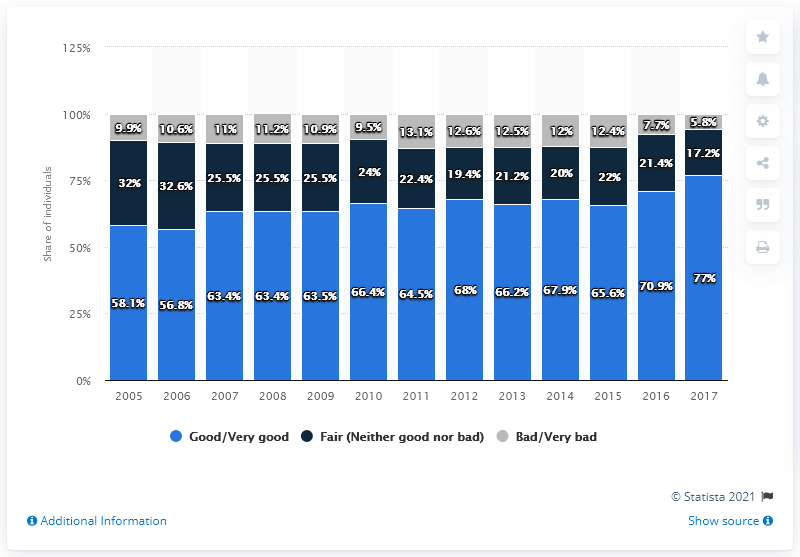 125%
100%
75%
50%
25%
0%
Share of individuals
9.9% 10.6% 11% 11.2% 10.9% 9.5% 13.1% 12.6% 12.5% 12% 12.4% 7.7% 5.8%
32% 32.6% 25.5% 25.5% 25.5% 24% 22.4% 19.4% 21.2% 20% 22% 21.4% 17.2%
58.1% 56.8% 63.4% 63.4% 63.5% 66.4% 64.5% 68% 66.2% 67.9% 65.6% 70.9% 77%
2005 2006 2007 2008 2009 2010 2011 2012 2013 2014 2015 2016 2017
Good/Very good Fair (Neither good nor bad) Bad/Very bad
© Statista 2021
Additional Information Show source